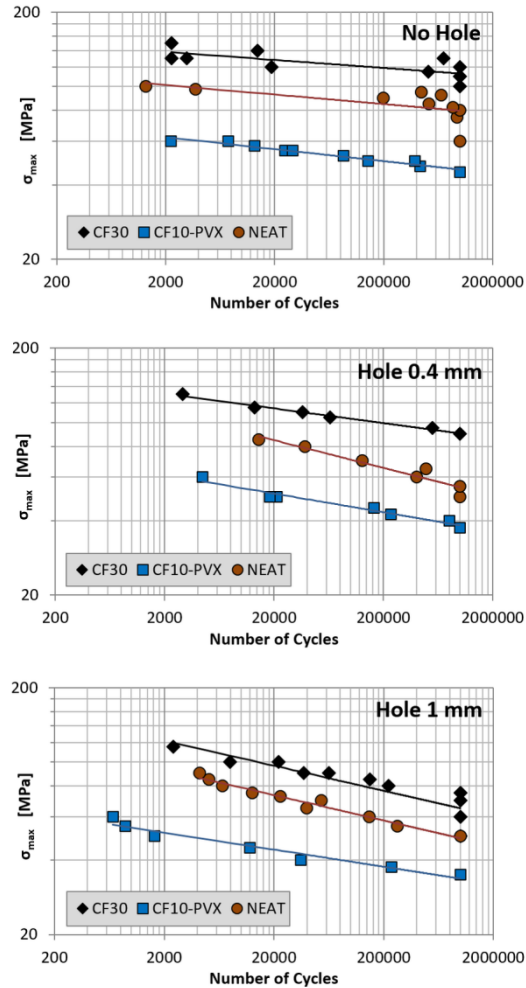 200
No Hole
σmax [MPa]
CF30 CF10-PVX NEAT
20
200 2000 20000 200000 2000000
Number of Cycles
200
Hole 0.4 mm
σmax [MPa]
CF30 CF10-PVX NEAT
20
200 2000 20000 200000 2000000
Number of Cycles
200
Hole 1 mm
σmax [MPa]
CF30 CF10-PVX NEAT
20
200 2000 20000 200000 2000000
Number of Cycles